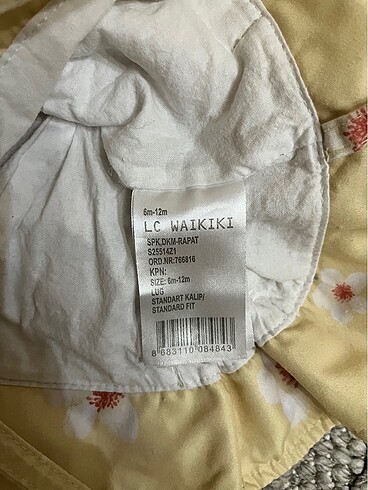 6m-12m
LC WAIKIKI
SPK,DKM-RAPAT
S25514Z1
ORD.NR:766816
KPN:
SIZE: 6m-12m
LUG
STANDART KALIP/
STANDARD FIT
8 683110 084843